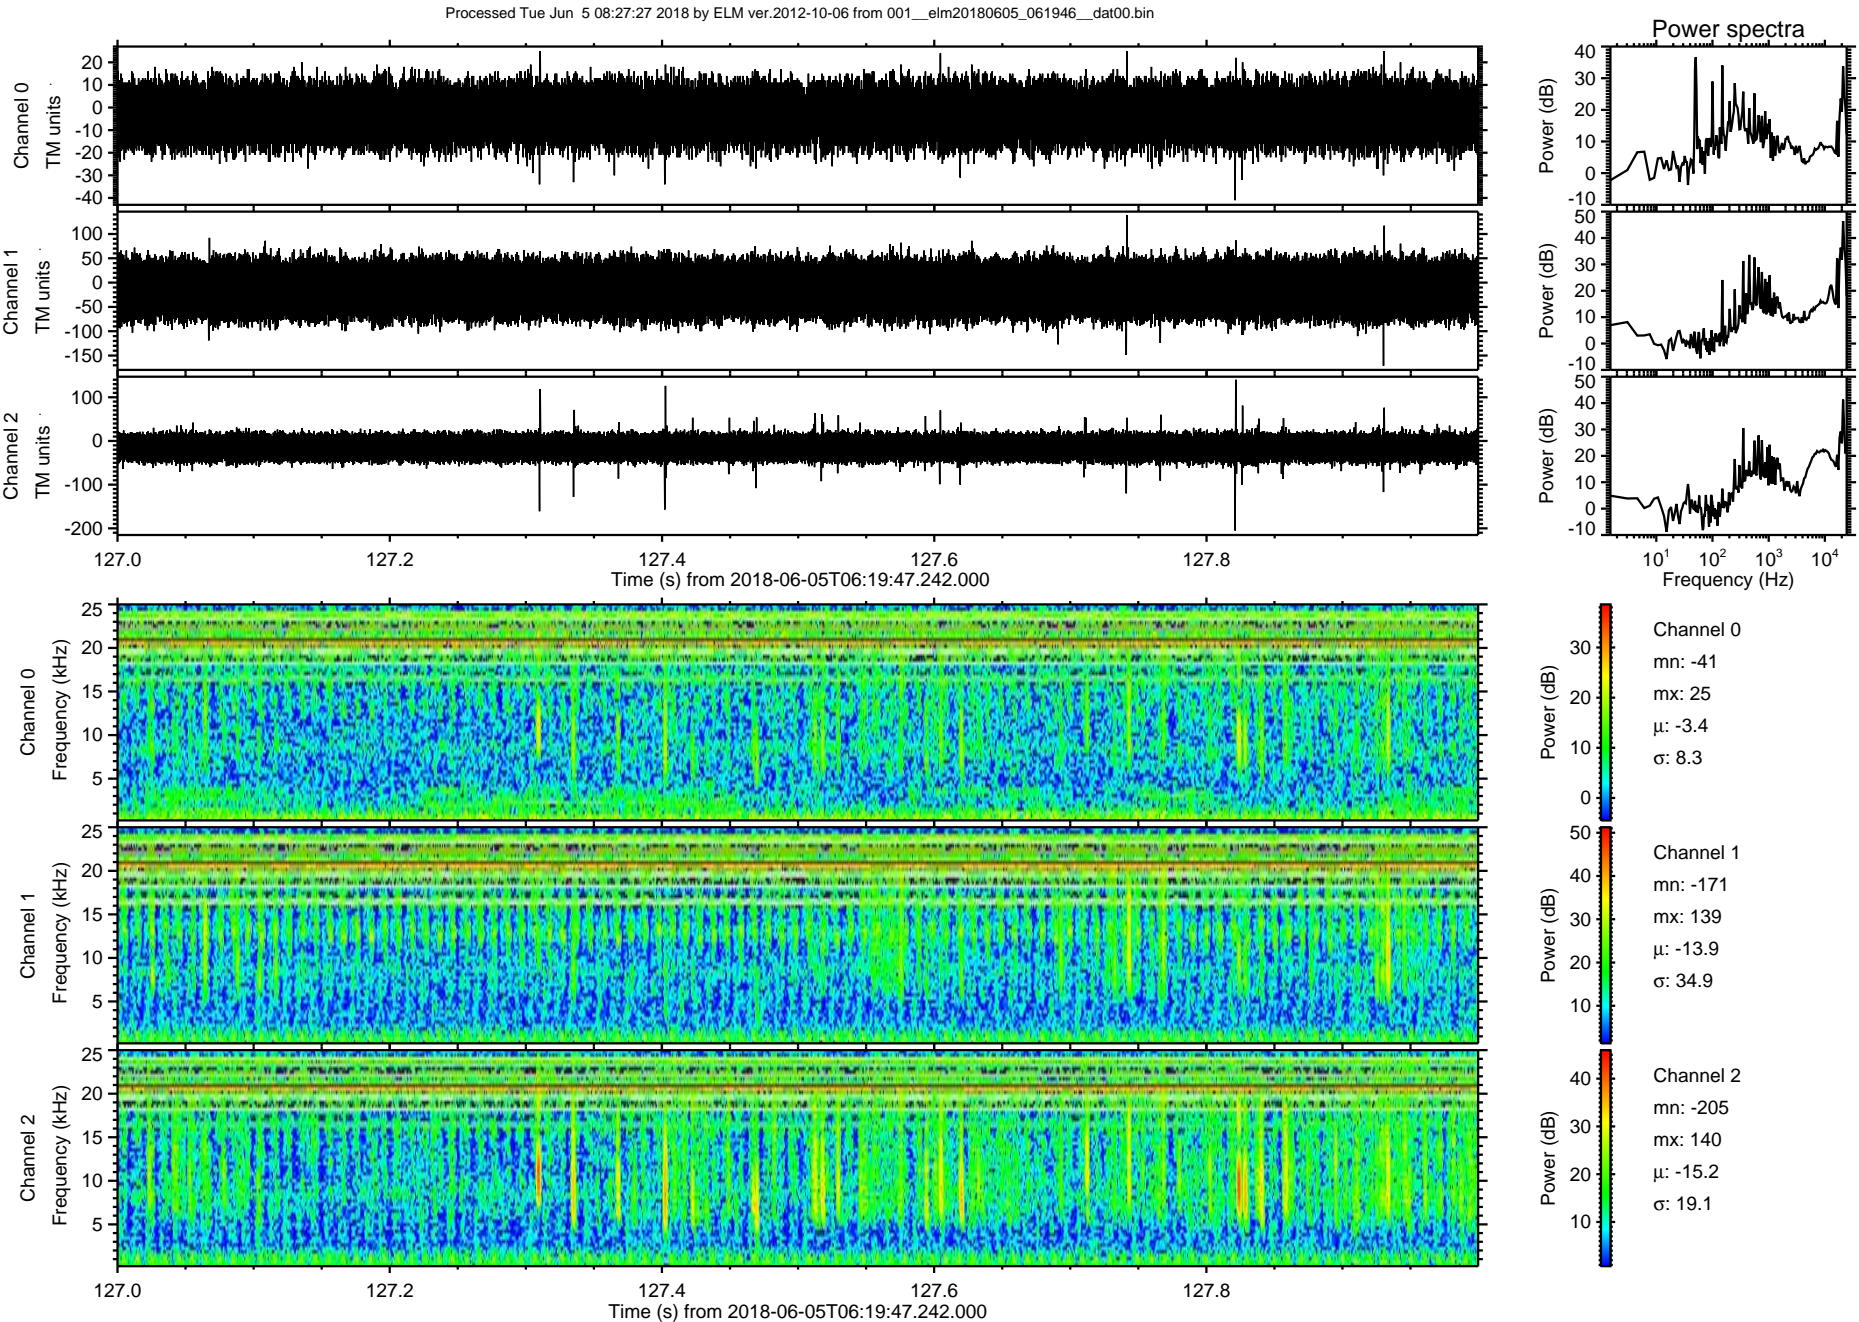 Processed Tue Jun  5 08:27:27 2018 by ELM ver.2012-10-06 from 001__elm20180605_061946__dat00.bin
Power spectra
Channel 0
TM units
20
10
0
-10
-20
-30
-40
Power (dB)
40
30
20
10
0
-10
Channel 1
TM units
100
50
0
-50
-100
-150
Power (dB)
50
40
30
20
10
0
-10
Channel 2
TM units
100
0
-100
-200
Power (dB)
50
40
30
20
10
0
-10
127.0 127.2 127.4 127.6 127.8
Time (s) from 2018-06-05T06:19:47.242.000
10^1 10^2 10^3 10^4
Frequency (Hz)
Channel 0
Frequency (kHz)
25
20
15
10
5
Power (dB)
30
20
10
0
Channel 0
mn: -41
mx: 25
μ: -3.4
σ: 8.3
Channel 1
Frequency (kHz)
25
20
15
10
5
Power (dB)
50
40
30
20
10
Channel 1
mn: -171
mx: 139
μ: -13.9
σ: 34.9
Channel 2
Frequency (kHz)
25
20
15
10
5
Power (dB)
40
30
20
10
Channel 2
mn: -205
mx: 140
μ: -15.2
σ: 19.1
127.0 127.2 127.4 127.6 127.8
Time (s) from 2018-06-05T06:19:47.242.000